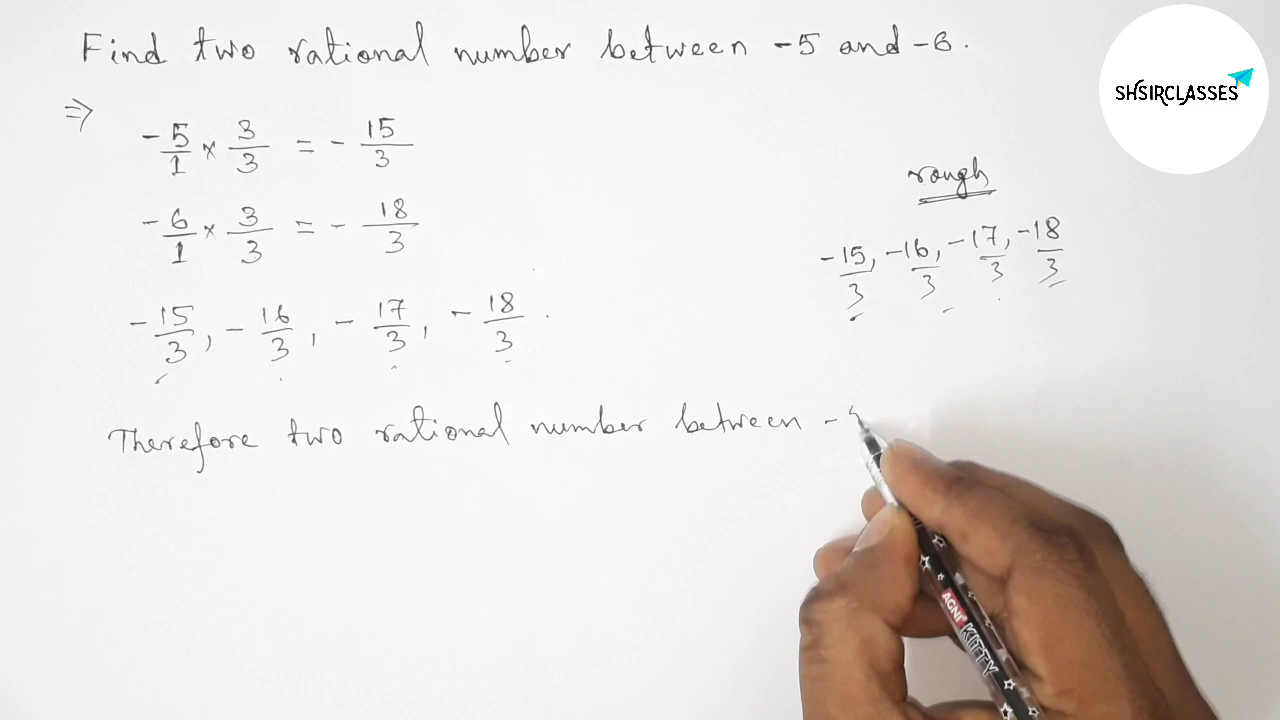 Find two rational number between -5 and -6.
SHSIRCLASSES
⇒ -5/1 × 3/3 = - 15/3
-6/1 × 3/3 = - 18/3
rough
-15/3, -16/3, -17/3, -18/3
-15/3, - 16/3, - 17/3, - 18/3.
Therefore two rational number between -
AGNI KITTY